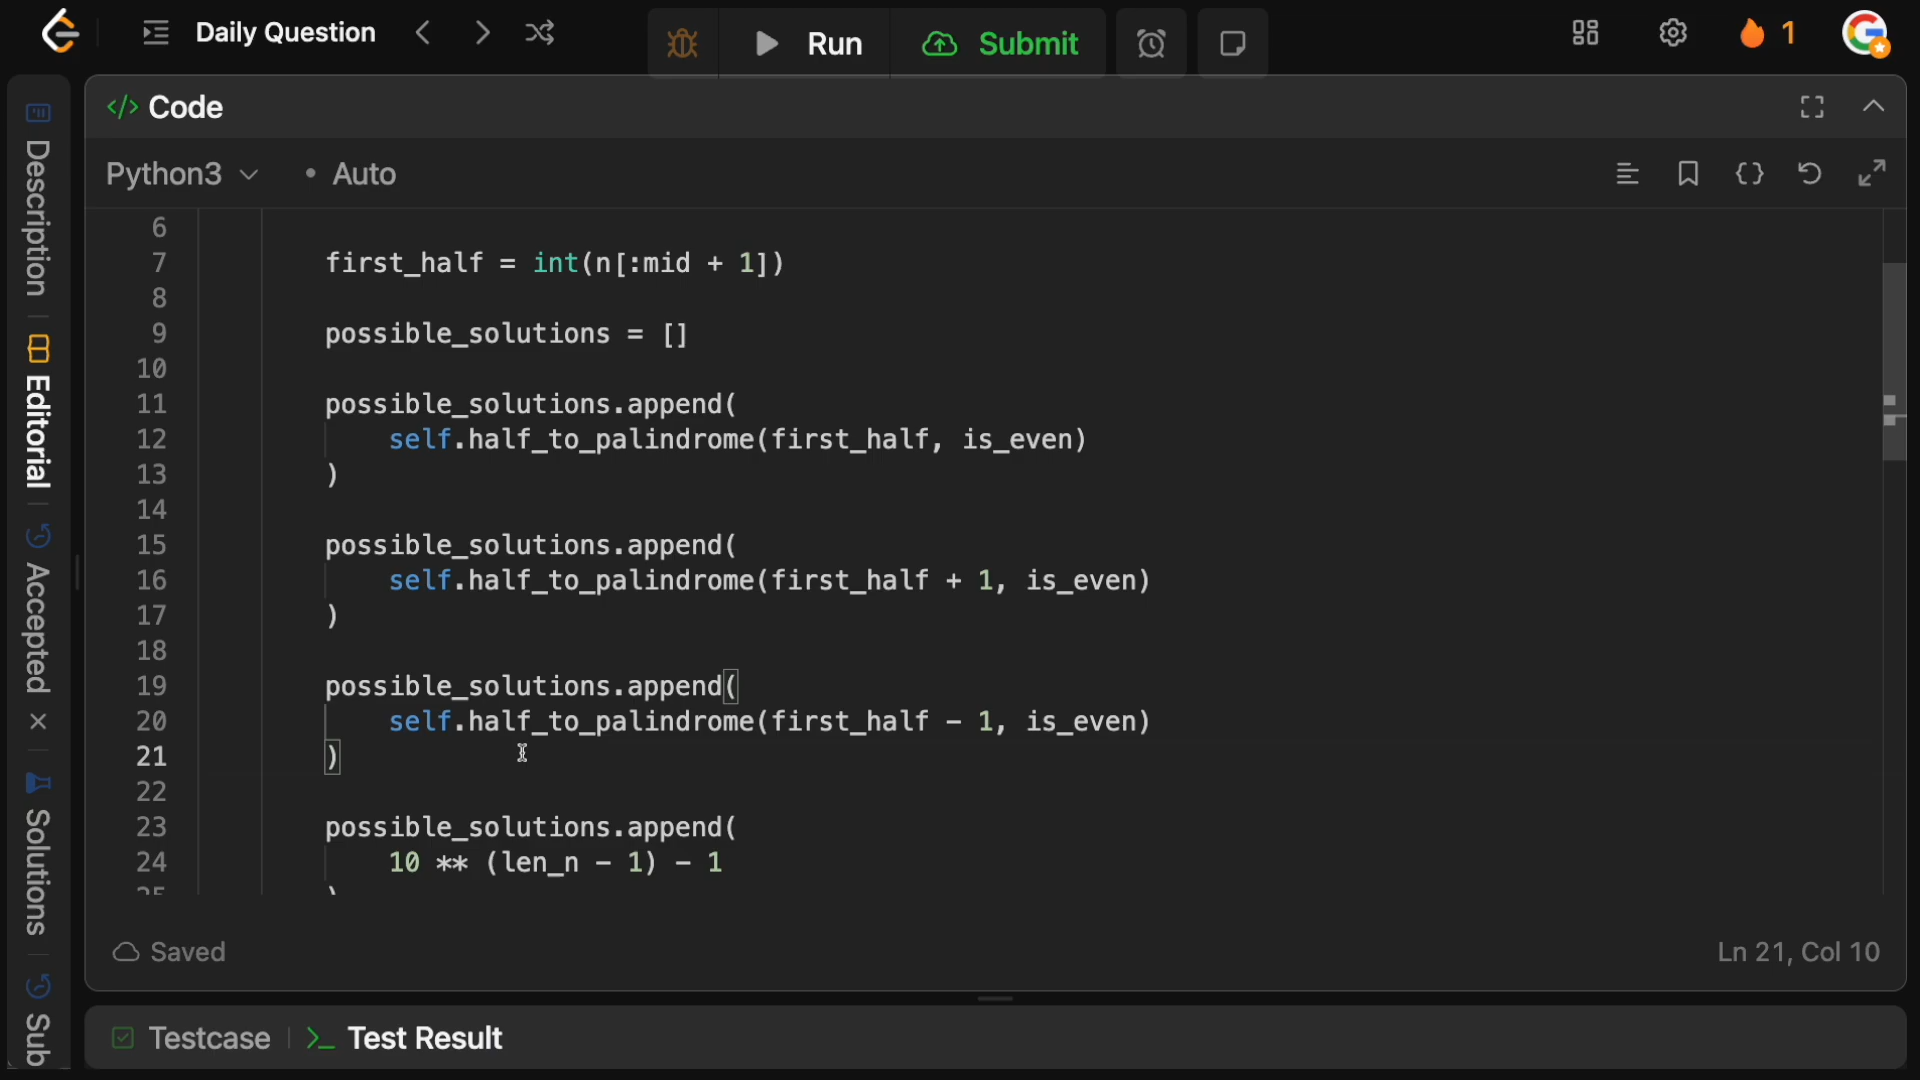 Daily Question
Run
Submit
1
Description
Editorial
Accepted
Solutions
Sub
</> Code
Python3
• Auto
6
7 first_half = int(n[:mid + 1])
8
9 possible_solutions = []
10
11 possible_solutions.append(
12 self.half_to_palindrome(first_half, is_even)
13 )
14
15 possible_solutions.append(
16 self.half_to_palindrome(first_half + 1, is_even)
17 )
18
19 possible_solutions.append(
20 self.half_to_palindrome(first_half - 1, is_even)
21 )
22
23 possible_solutions.append(
24 10 ** (len_n - 1) - 1
25 )
Saved
Ln 21, Col 10
Testcase
Test Result